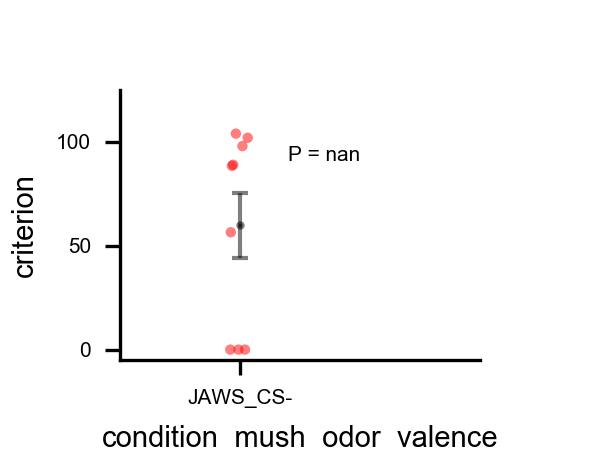 100
P = nan
50
criterion
0
JAWS_CS-
condition mush odor valence